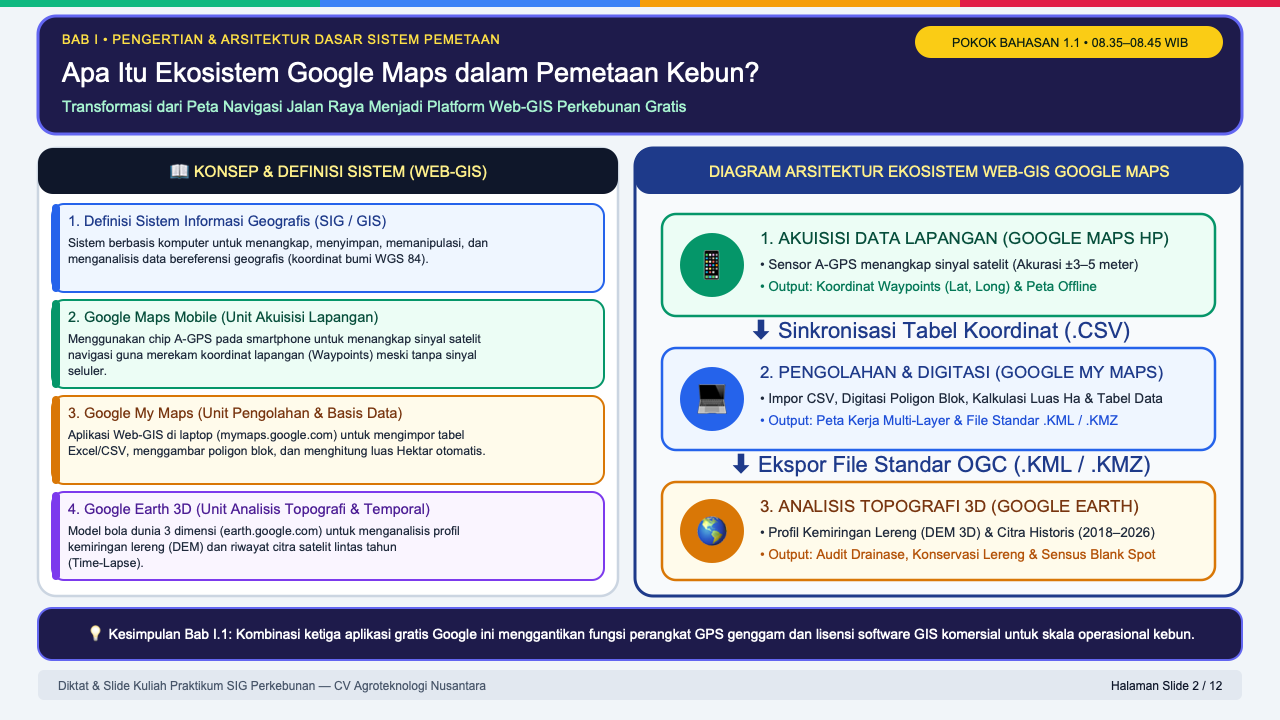 BAB I • PENGERTIAN & ARSITEKTUR DASAR SISTEM PEMETAAN
POKOK BAHASAN 1.1 • 08.35–08.45 WIB
Apa Itu Ekosistem Google Maps dalam Pemetaan Kebun?
Transformasi dari Peta Navigasi Jalan Raya Menjadi Platform Web-GIS Perkebunan Gratis
📖 KONSEP & DEFINISI SISTEM (WEB-GIS)
1. Definisi Sistem Informasi Geografis (SIG / GIS)
Sistem berbasis komputer untuk menangkap, menyimpan, memanipulasi, dan
menganalisis data bereferensi geografis (koordinat bumi WGS 84).
2. Google Maps Mobile (Unit Akuisisi Lapangan)
Menggunakan chip A-GPS pada smartphone untuk menangkap sinyal satelit
navigasi guna merekam koordinat lapangan (Waypoints) meski tanpa sinyal
seluler.
3. Google My Maps (Unit Pengolahan & Basis Data)
Aplikasi Web-GIS di laptop (mymaps.google.com) untuk mengimpor tabel
Excel/CSV, menggambar poligon blok, dan menghitung luas Hektar otomatis.
4. Google Earth 3D (Unit Analisis Topografi & Temporal)
Model bola dunia 3 dimensi (earth.google.com) untuk menganalisis profil
kemiringan lereng (DEM) dan riwayat citra satelit lintas tahun
(Time-Lapse).
DIAGRAM ARSITEKTUR EKOSISTEM WEB-GIS GOOGLE MAPS
1. AKUISISI DATA LAPANGAN (GOOGLE MAPS HP)
• Sensor A-GPS menangkap sinyal satelit (Akurasi ±3–5 meter)
• Output: Koordinat Waypoints (Lat, Long) & Peta Offline
⬇ Sinkronisasi Tabel Koordinat (.CSV)
2. PENGOLAHAN & DIGITASI (GOOGLE MY MAPS)
• Impor CSV, Digitasi Poligon Blok, Kalkulasi Luas Ha & Tabel Data
• Output: Peta Kerja Multi-Layer & File Standar .KML / .KMZ
⬇ Ekspor File Standar OGC (.KML / .KMZ)
3. ANALISIS TOPOGRAFI 3D (GOOGLE EARTH)
• Profil Kemiringan Lereng (DEM 3D) & Citra Historis (2018–2026)
• Output: Audit Drainase, Konservasi Lereng & Sensus Blank Spot
💡 Kesimpulan Bab I.1: Kombinasi ketiga aplikasi gratis Google ini menggantikan fungsi perangkat GPS genggam dan lisensi software GIS komersial untuk skala operasional kebun.
Diktat & Slide Kuliah Praktikum SIG Perkebunan — CV Agroteknologi Nusantara
Halaman Slide 2 / 12